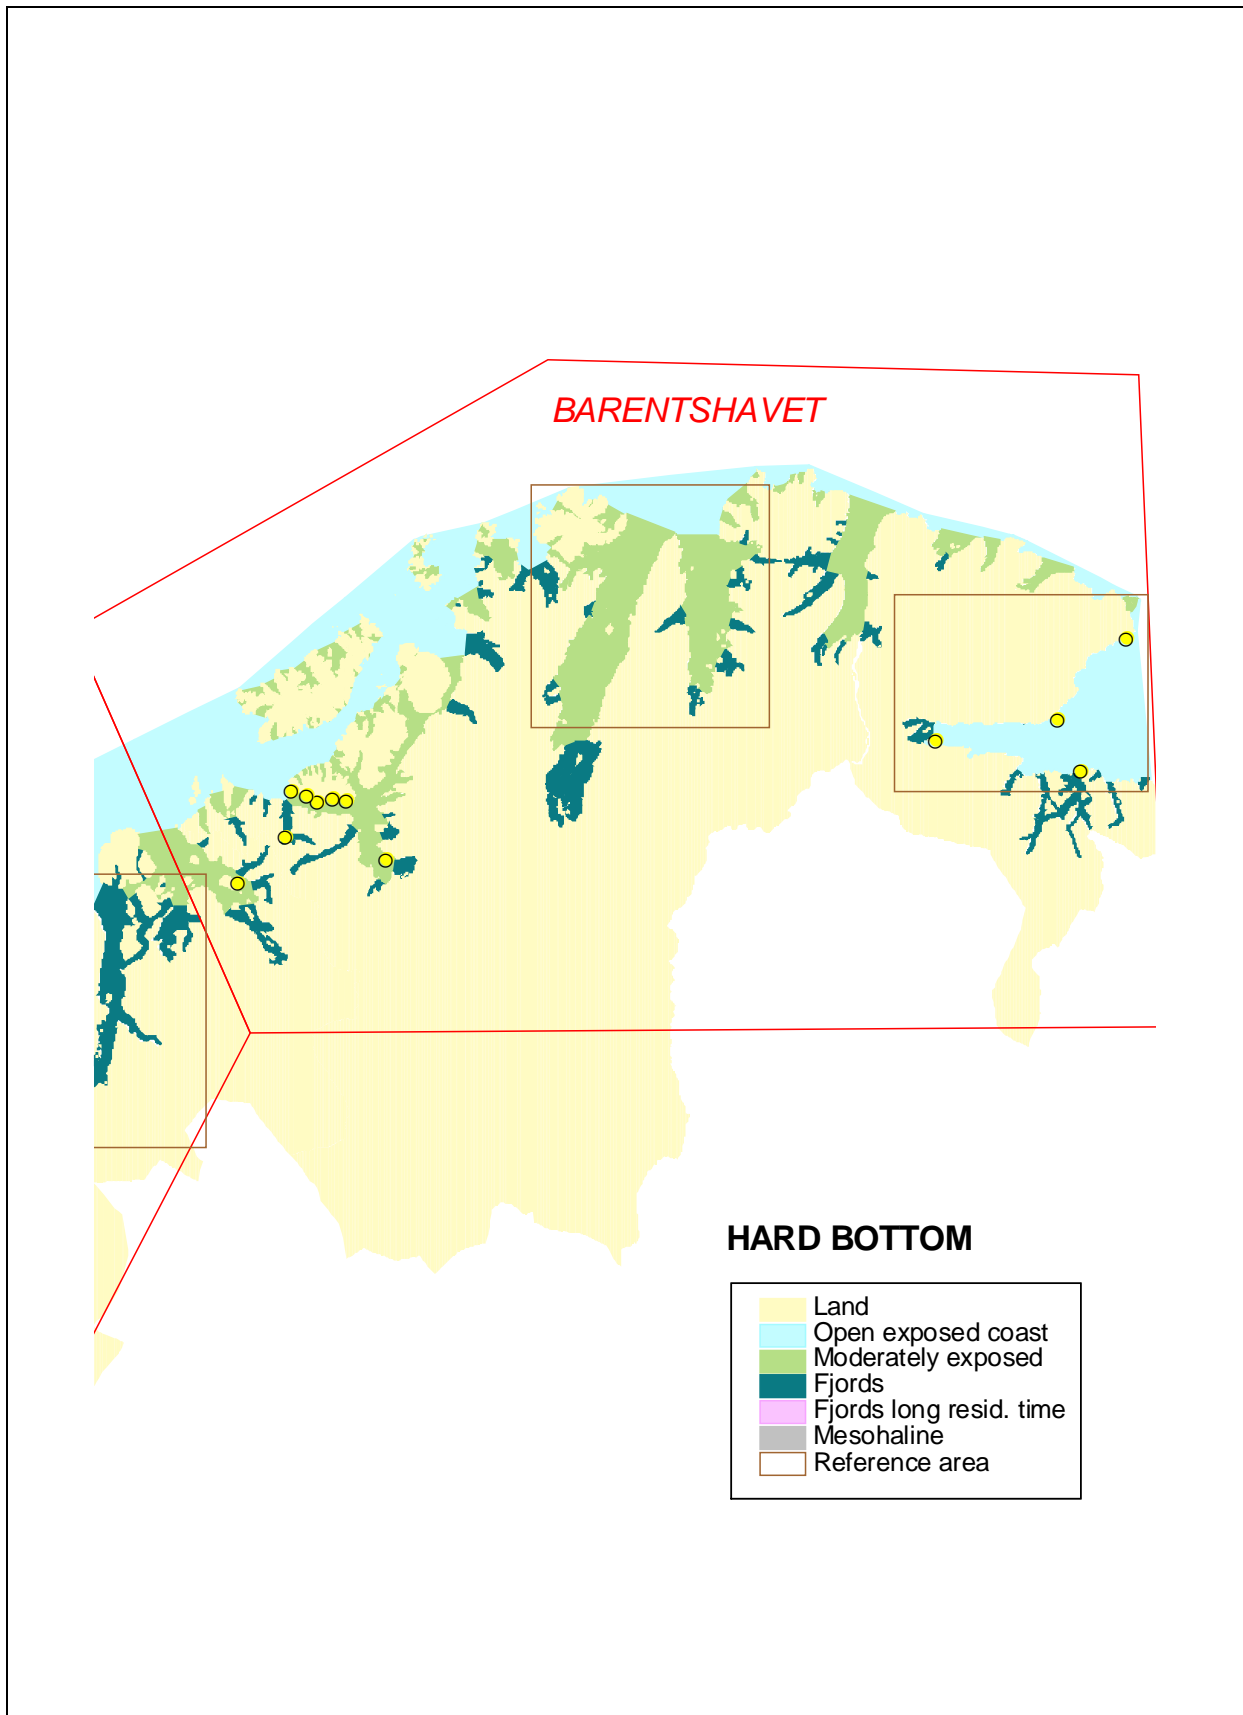 BARENTSHAVET
HARD BOTTOM
Land
Open exposed coast
Moderately exposed
Fjords
Fjords long resid. time
Mesohaline
Reference area